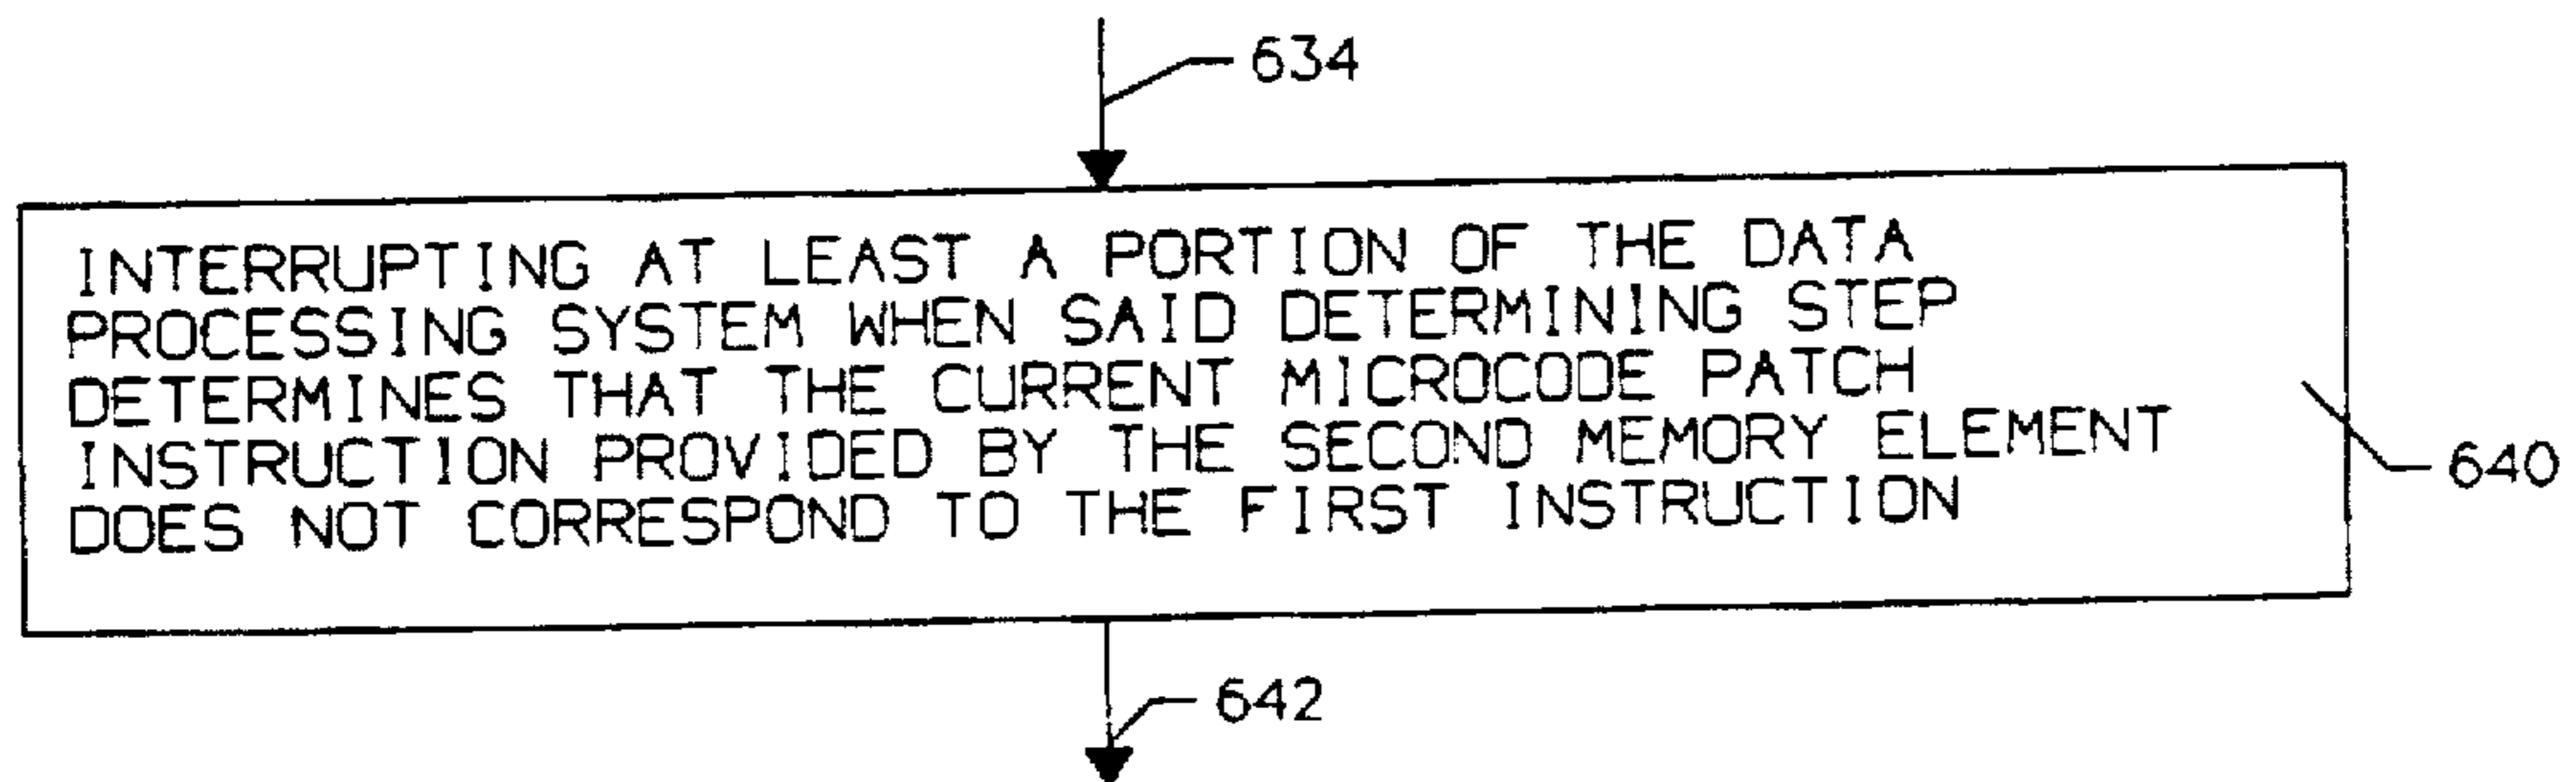 634
INTERRUPTING AT LEAST A PORTION OF THE DATA
PROCESSING SYSTEM WHEN SAID DETERMINING STEP
DETERMINES THAT THE CURRENT MICROCODE PATCH
INSTRUCTION PROVIDED BY THE SECOND MEMORY ELEMENT
DOES NOT CORRESPOND TO THE FIRST INSTRUCTION
640
642